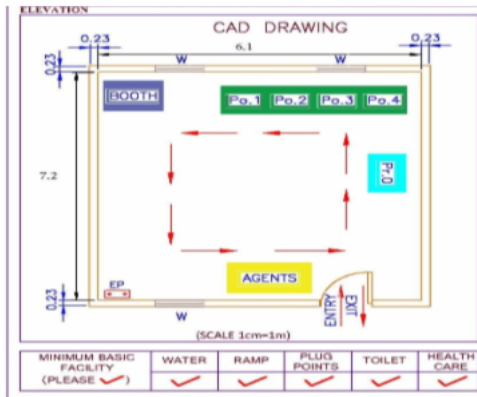 ELEVATION
CAD DRAWING
0.23
6.1
0.23
0.23
W
W
BOOTH
Po.1
Po.2
Po.3
Po.4
7.2
Pr.O
EP
AGENTS
0.23
W
ENTRY
EXIT
(SCALE 1cm=1m)
MINIMUM BASIC
FACILITY
(PLEASE ✓)
WATER
RAMP
PLUG
POINTS
TOILET
HEALTH
CARE
✓ ✓ ✓ ✓ ✓